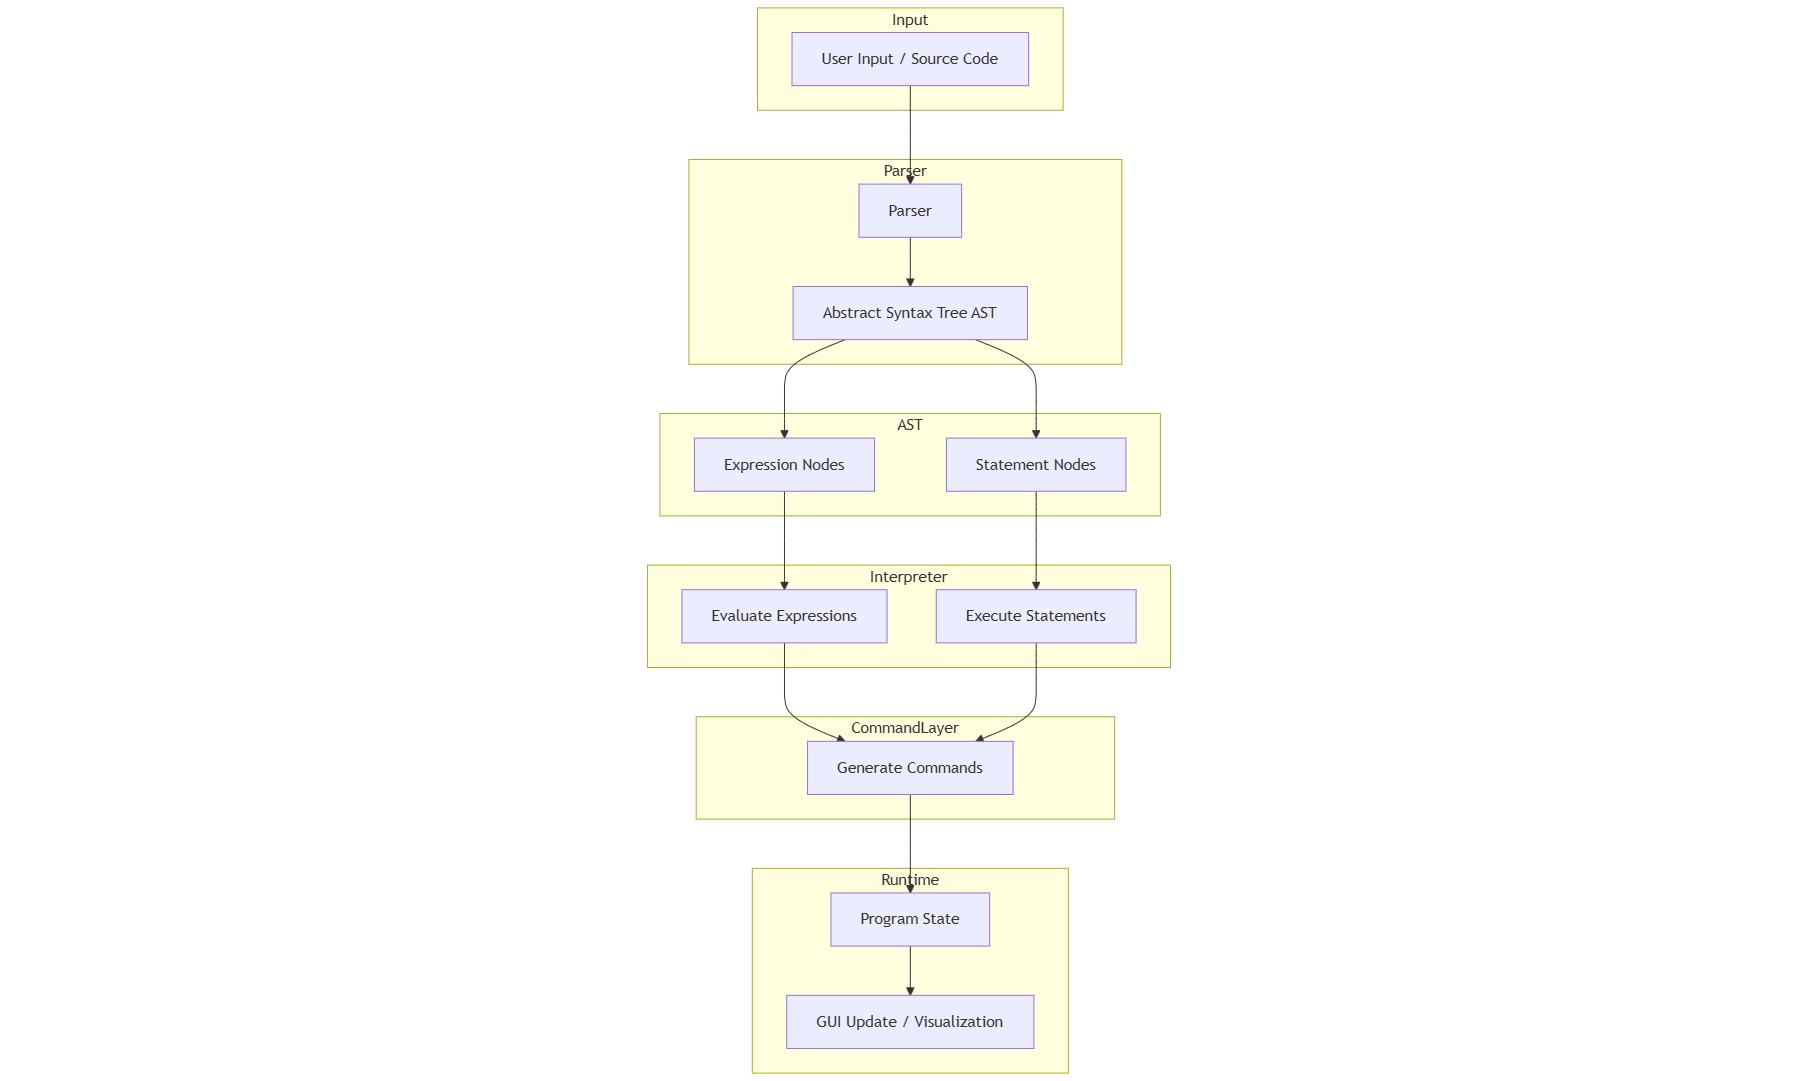 Input
User Input / Source Code
Parser
Parser
Abstract Syntax Tree AST
AST
Expression Nodes
Statement Nodes
Interpreter
Evaluate Expressions
Execute Statements
CommandLayer
Generate Commands
Runtime
Program State
GUI Update / Visualization